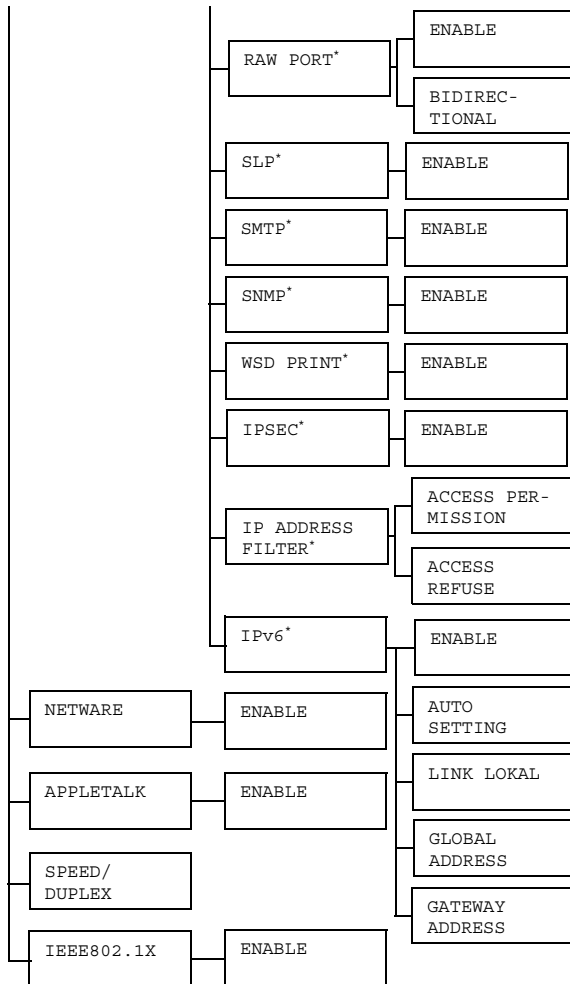 RAW PORT*
ENABLE
BIDIREC-
TIONAL
SLP*
ENABLE
SMTP*
ENABLE
SNMP*
ENABLE
WSD PRINT*
ENABLE
IPSEC*
ENABLE
IP ADDRESS
FILTER*
ACCESS PER-
MISSION
ACCESS
REFUSE
IPv6*
ENABLE
AUTO
SETTING
LINK LOKAL
GLOBAL
ADDRESS
GATEWAY
ADDRESS
NETWARE
ENABLE
APPLETALK
ENABLE
SPEED/
DUPLEX
IEEE802.1X
ENABLE